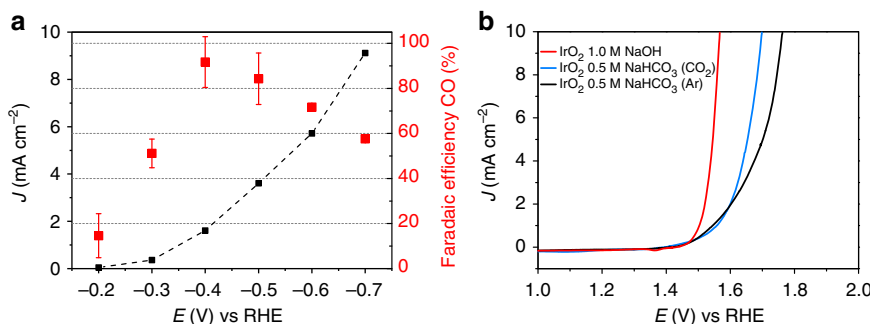 a
10
8
6
4
2
0
J (mA cm−2)
100
80
60
40
20
0
Faradaic efficiency CO (%)
−0.2 −0.3 −0.4 −0.5 −0.6 −0.7
E (V) vs RHE
b
10
8
6
4
2
0
J (mA cm−2)
IrO2 1.0 M NaOH
IrO2 0.5 M NaHCO3 (CO2)
IrO2 0.5 M NaHCO3 (Ar)
1.0 1.2 1.4 1.6 1.8 2.0
E (V) vs RHE